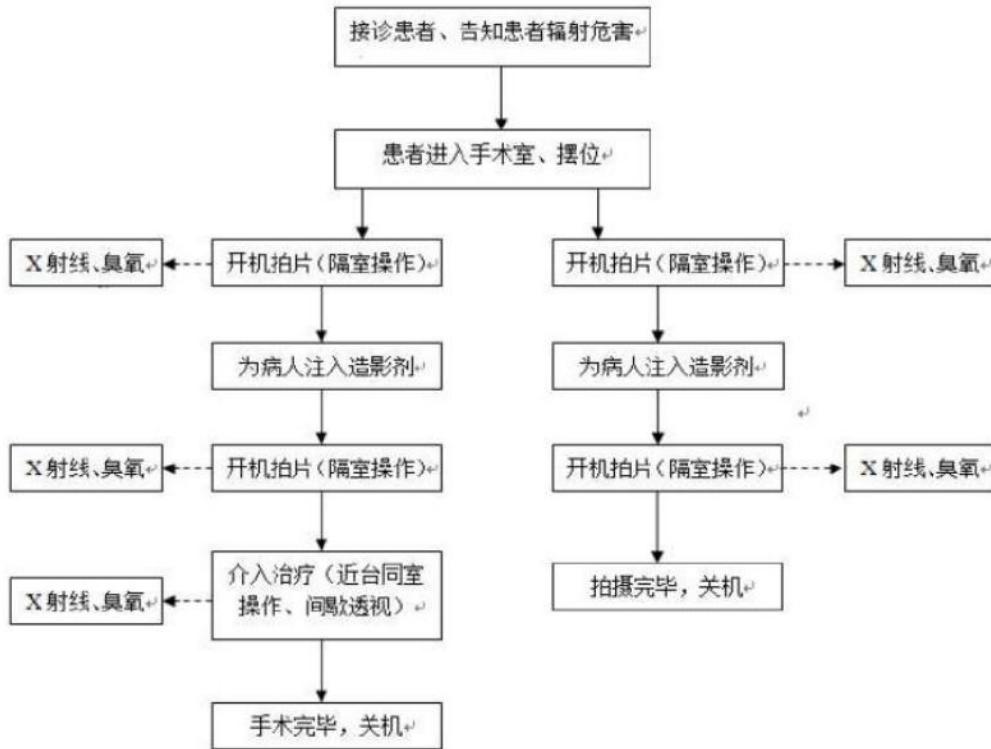 接诊患者、告知患者辐射危害↵
患者进入手术室、摆位↵
X 射线、臭氧↵
开机拍片（隔室操作）↵
开机拍片（隔室操作）↵
X 射线、臭氧↵
为病人注入造影剂↵
为病人注入造影剂↵
↵
X 射线、臭氧↵
开机拍片（隔室操作）↵
开机拍片（隔室操作）↵
X 射线、臭氧↵
X 射线、臭氧↵
介入治疗（近台同室
操作、间歇透视）↵
拍摄完毕，关机↵
手术完毕，关机↵